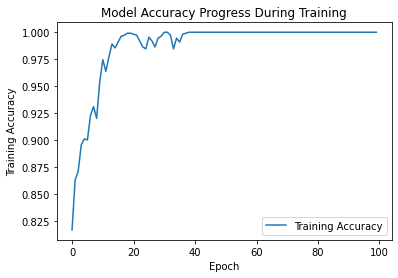 Model Accuracy Progress During Training
Training Accuracy
1.000
0.975
0.950
0.925
0.900
0.875
0.850
0.825
0 20 40 60 80 100
Epoch
Training Accuracy